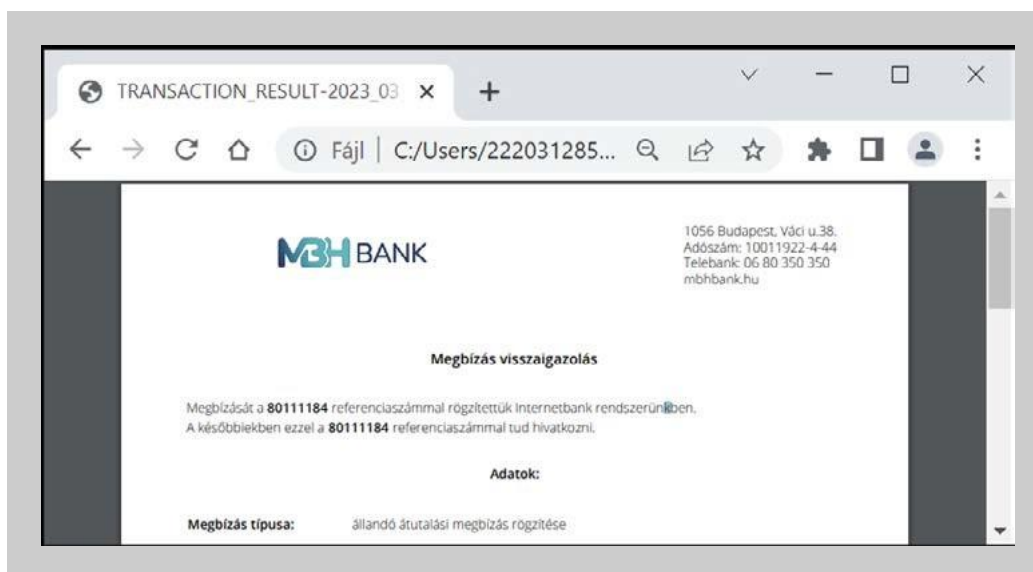 TRANSACTION_RESULT-2023_03
Fájl | C:/Users/222031285...
MBH BANK
1056 Budapest, Váci u.38.
Adószám: 10011922-4-44
Telebank: 06 80 350 350
mbhbank.hu
Megbízás visszaigazolás
Megbízását a 80111184 referenciaszámmal rögzítettük Internetbank rendszerünkben.
A későbbiekben ezzel a 80111184 referenciaszámmal tud hivatkozni.
Adatok:
Megbízás típusa: állandó átutalási megbízás rögzítése